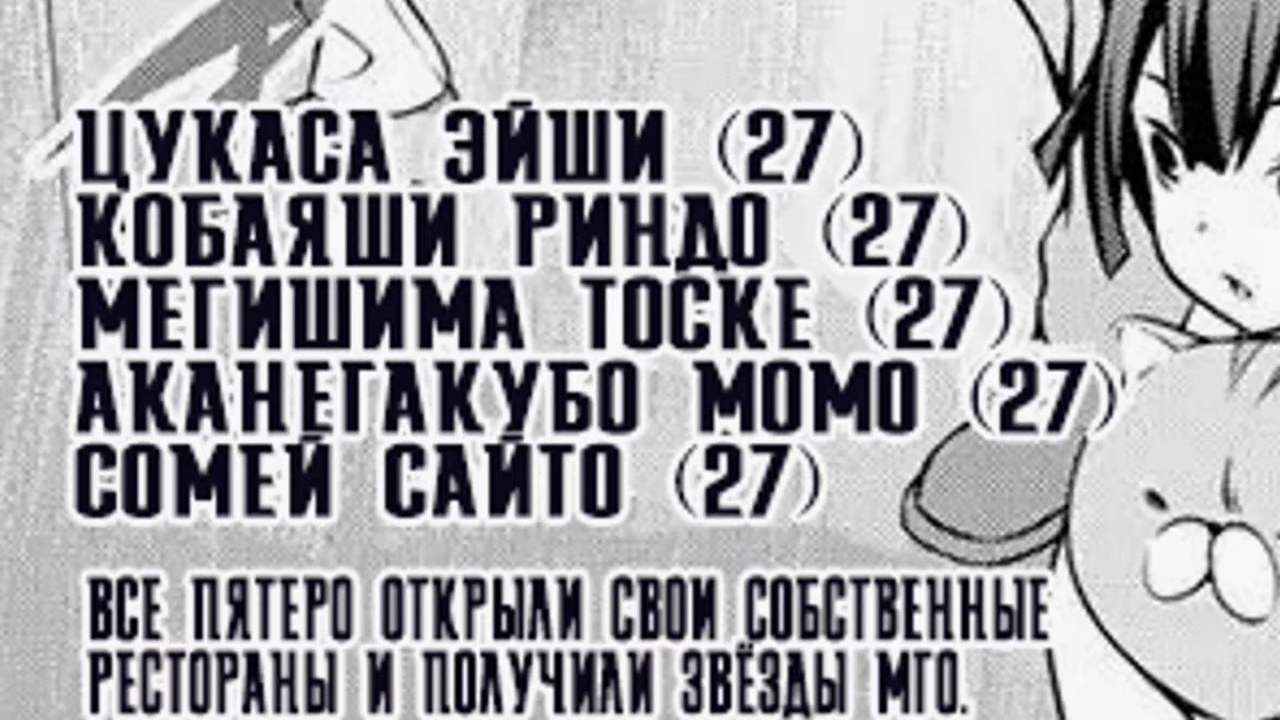 ЦУКАСА ЭЙШИ (27)
КОБАЯШИ РИНДО (27)
МЕГИШИМА ТОСКЕ (27)
АКАНЕГАКУБО МОМО (27)
СОМЕЙ САЙТО (27)
ВСЕ ПЯТЕРО ОТКРЫЛИ СВОИ СОБСТВЕННЫЕ
РЕСТОРАНЫ И ПОЛУЧИЛИ ЗВЁЗДЫ МГО.